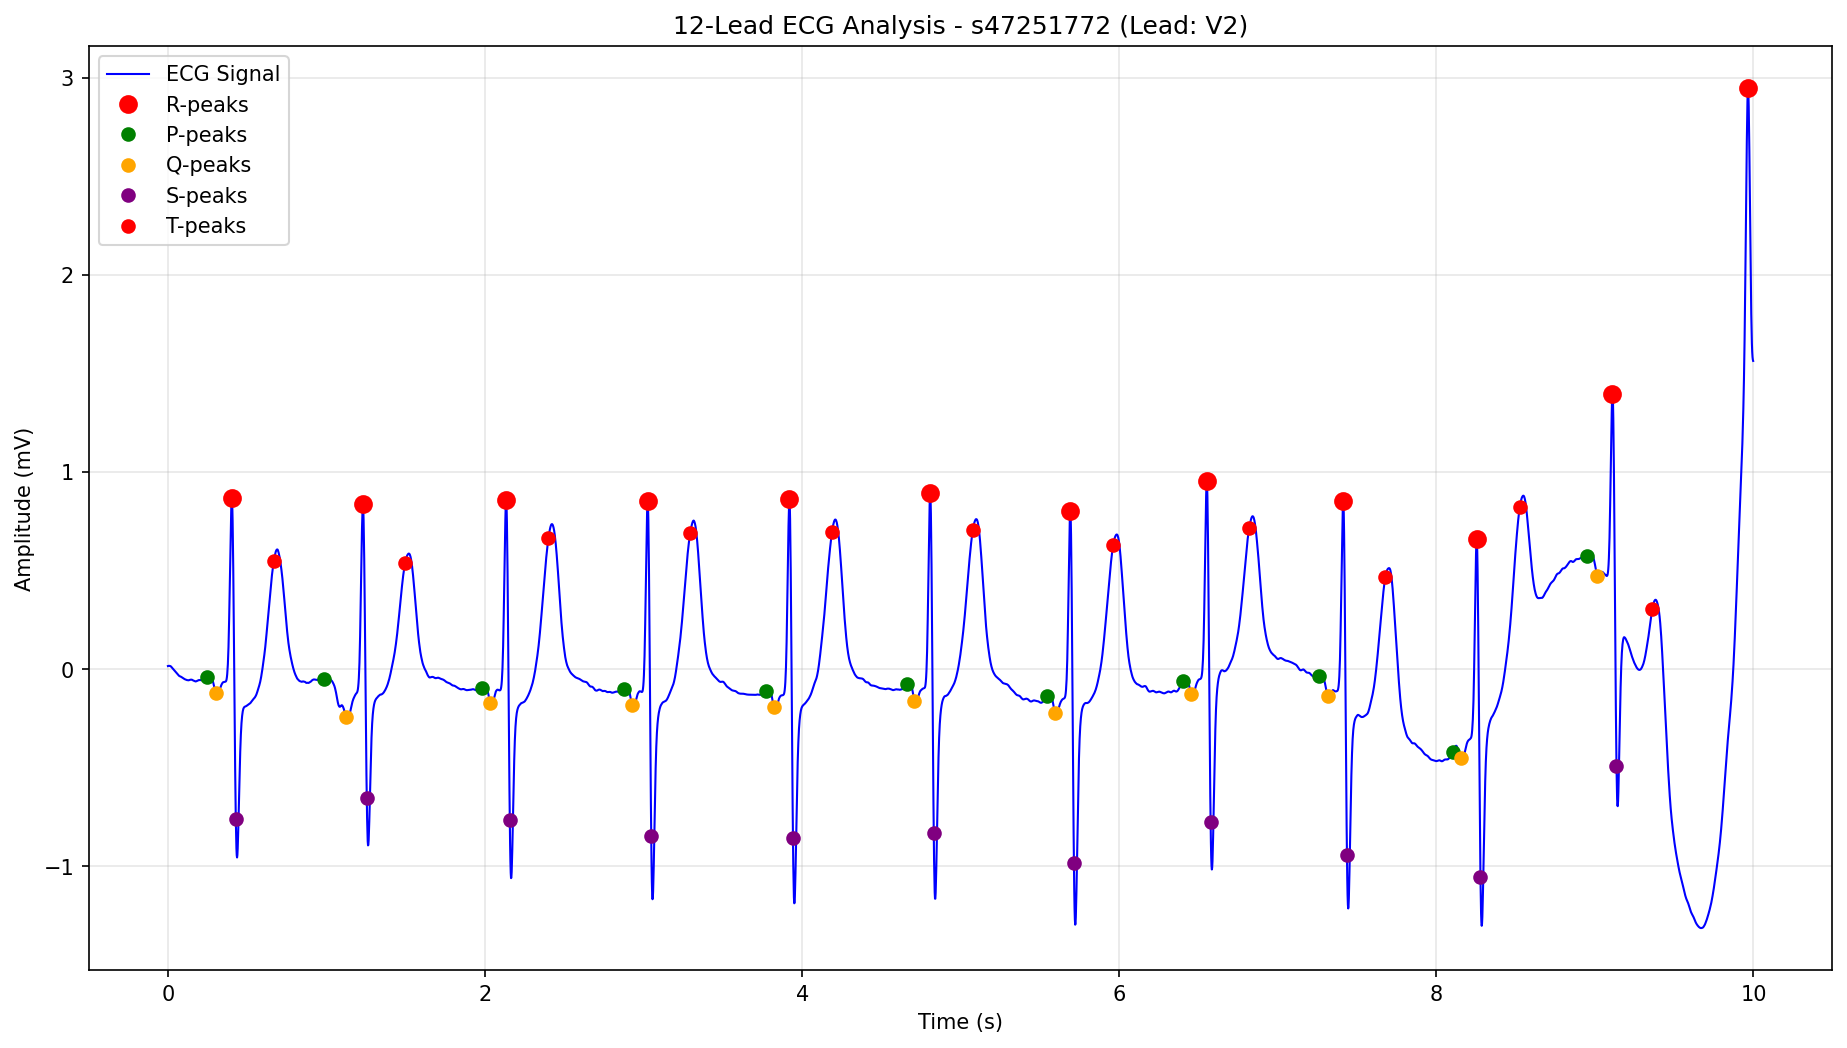 12-Lead ECG Analysis - s47251772 (Lead: V2)
ECG Signal
R-peaks
P-peaks
Q-peaks
S-peaks
T-peaks
Amplitude (mV)
3
2
1
0
−1
0
2
4
6
8
10
Time (s)